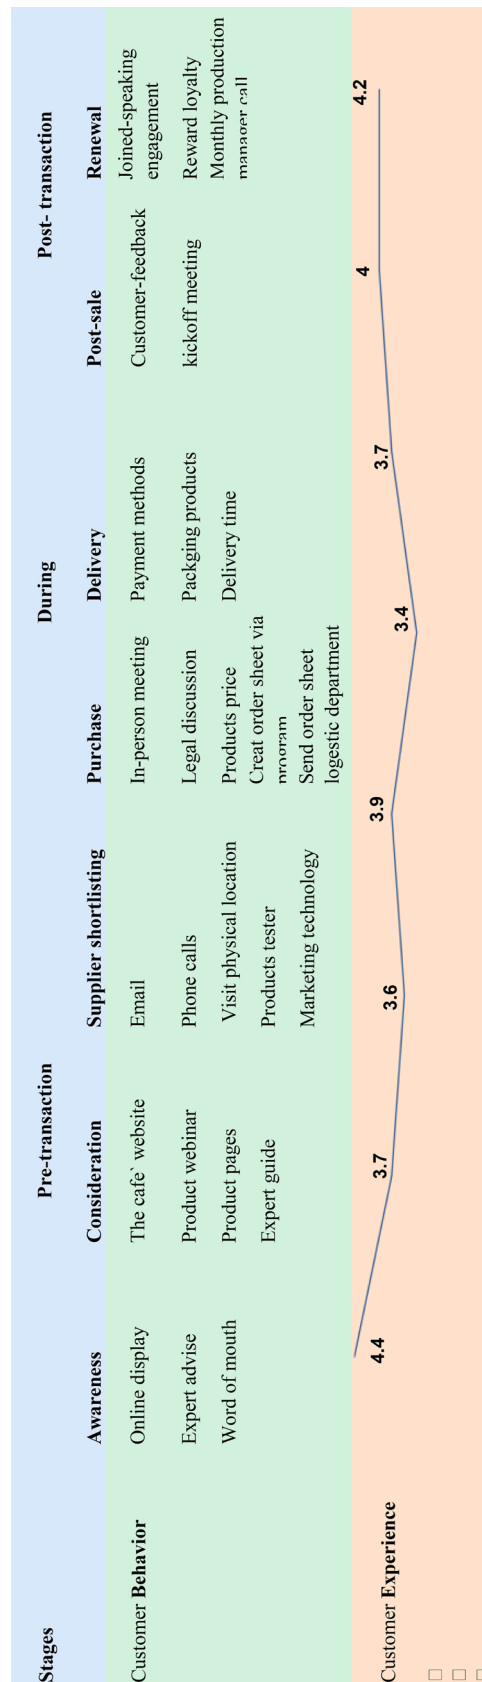 Stages
Pre-transaction
During
Post- transaction
Awareness
Consideration
Supplier shortlisting
Purchase
Delivery
Post-sale
Renewal
Customer Behavior
Online display
Expert advise
Word of mouth
The cafe` website
Product webinar
Product pages
Expert guide
Email
Phone calls
Visit physical location
Products tester
Marketing technology
In-person meeting
Legal discussion
Products price
Creat order sheet via
program
Send order sheet
logestic department
Payment methods
Packging products
Delivery time
Customer-feedback
kickoff meeting
Joined-speaking
engagement
Reward loyalty
Monthly production
manager call
Customer Experience
4.4
3.7
3.6
3.9
3.4
3.7
4
4.2